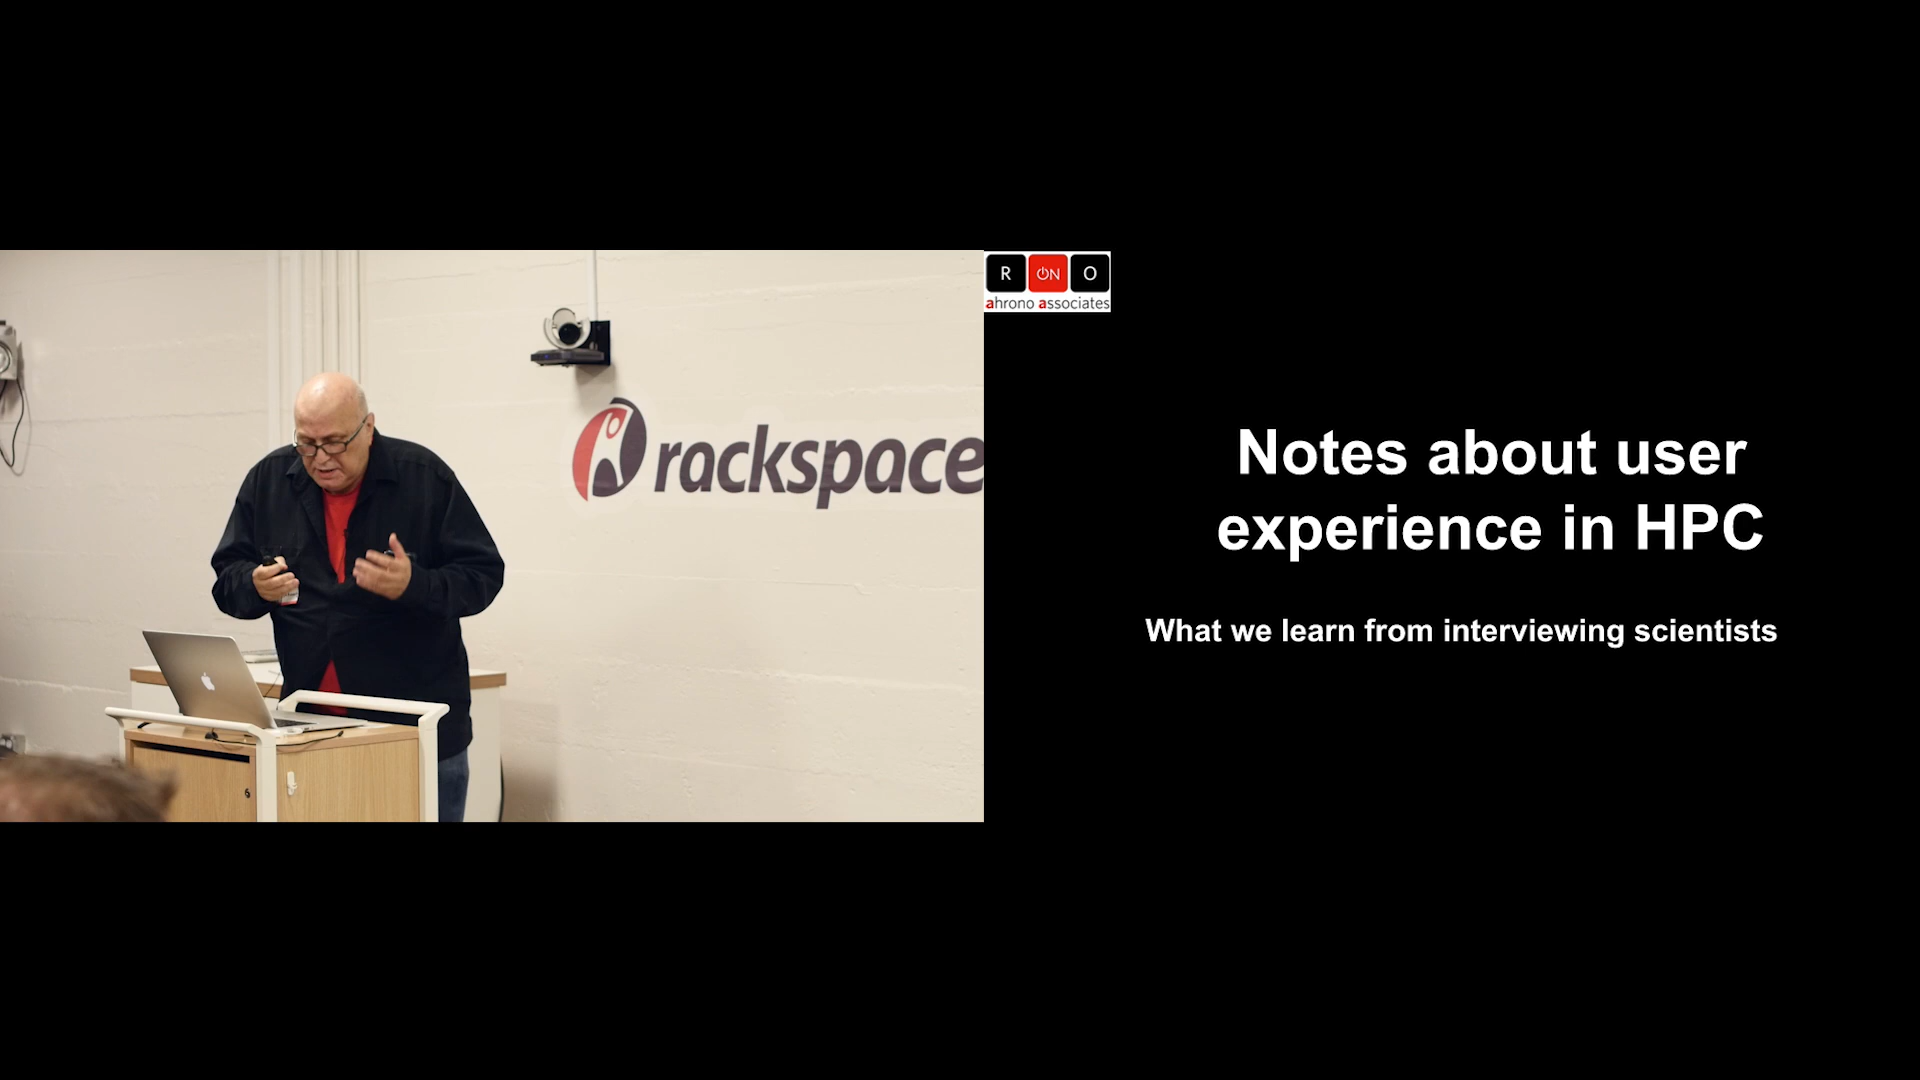 rackspace
R ON O
ahrono associates
Notes about user
experience in HPC
What we learn from interviewing scientists